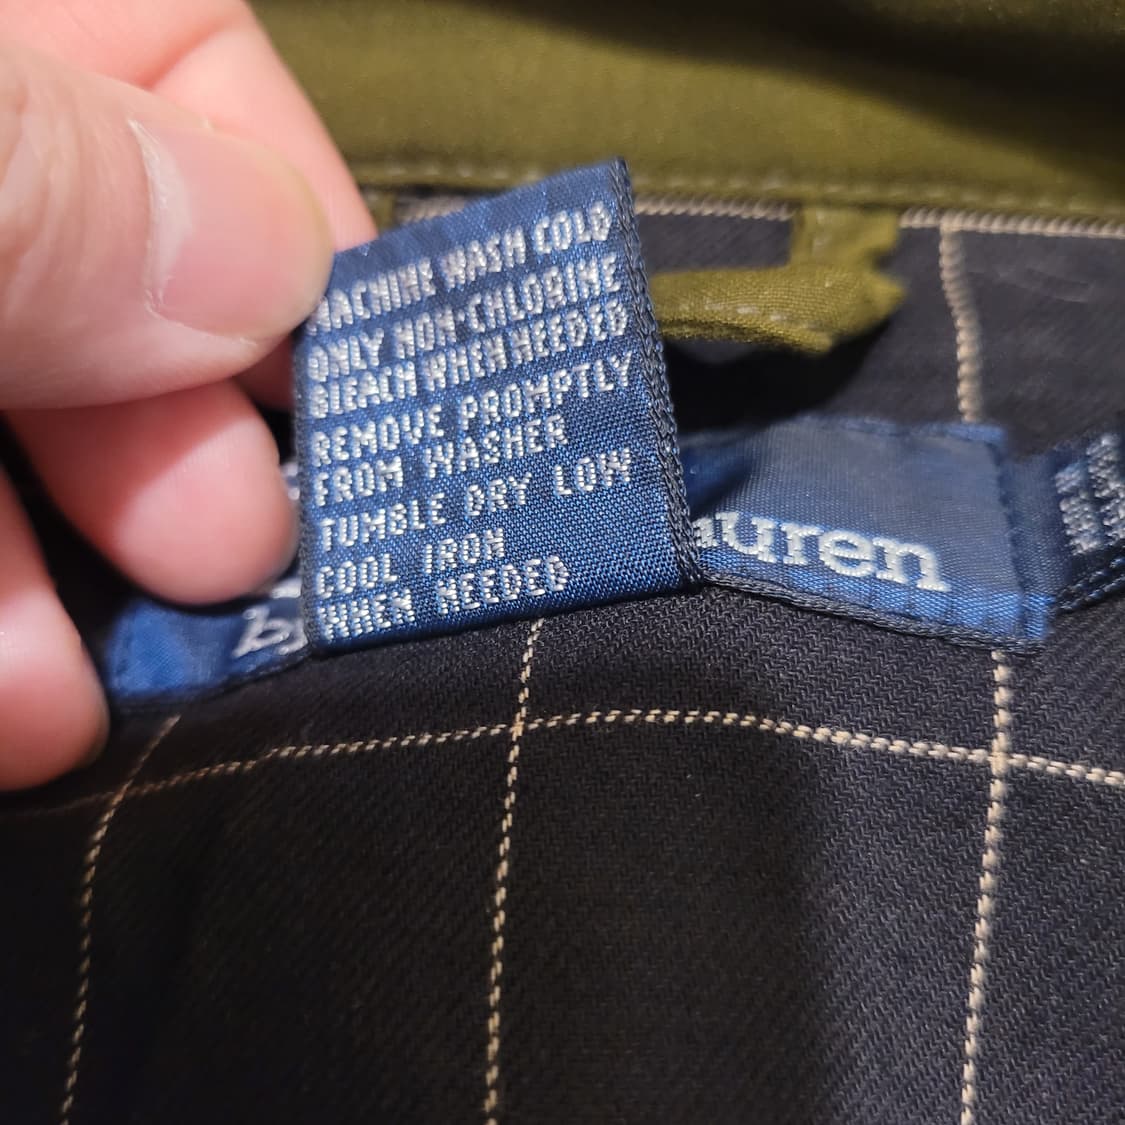 MACHINE WASH COLD
ONLY NON-CHLORINE
BLEACH WHEN NEEDED
REMOVE PROMPTLY
FROM WASHER
TUMBLE DRY LOW
COOL IRON
WHEN NEEDED
by auren